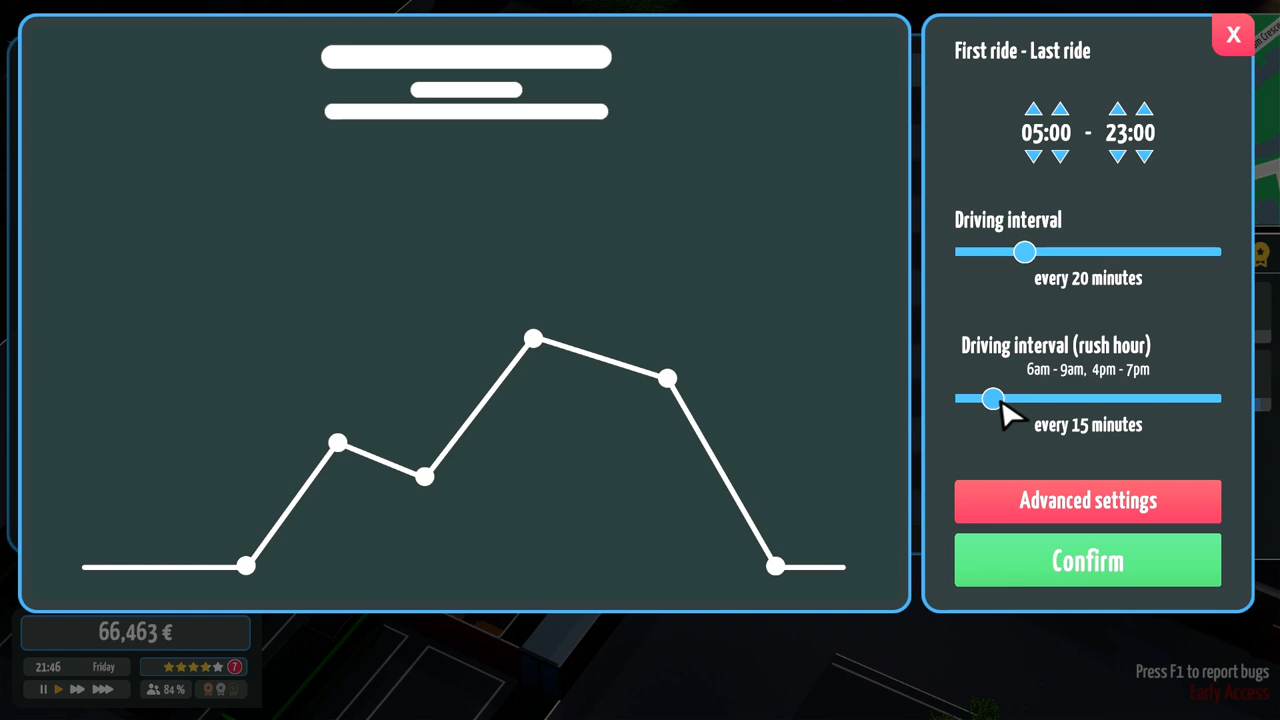 X
First ride - Last ride
05:00 - 23:00
Driving interval
every 20 minutes
Driving interval (rush hour)
6am - 9am, 4pm - 7pm
every 15 minutes
Advanced settings
Confirm
66,463 €
21:46 Friday
7
84 %
Press F1 to report bugs
Early Access